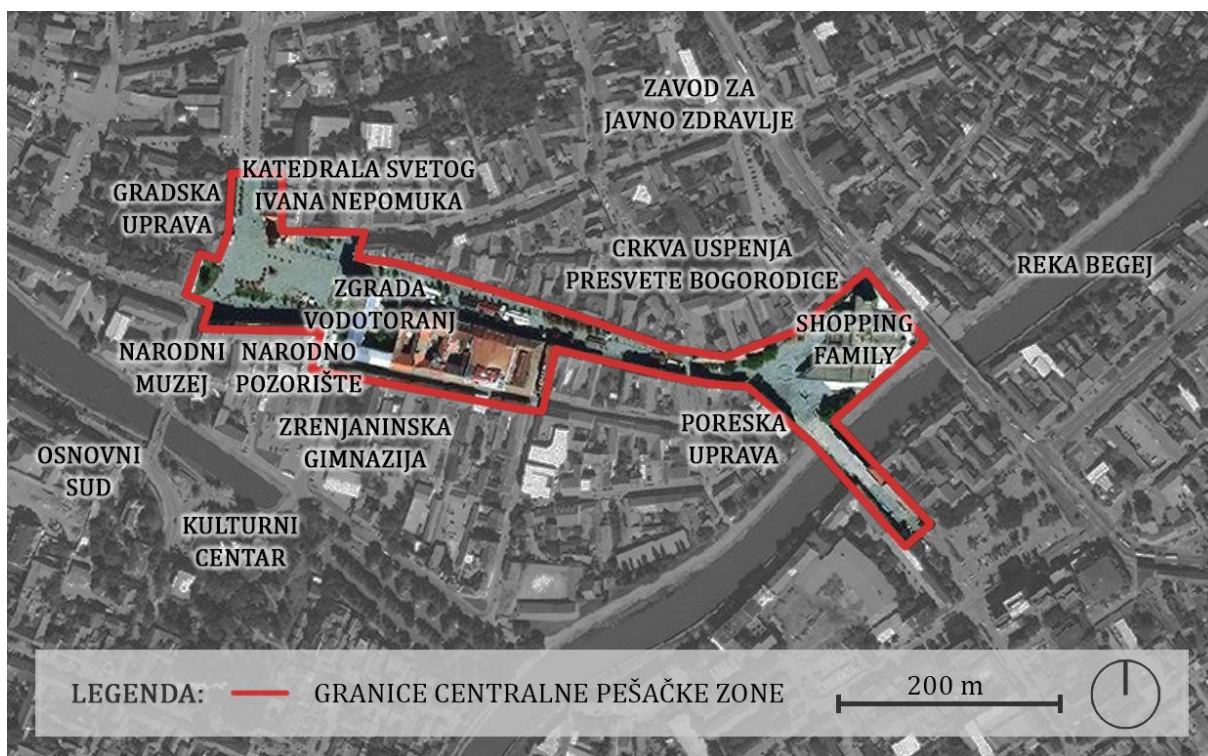 ZAVOD ZA
JAVNO ZDRAVLJE
KATEDRALA SVETOG
IVANA NEPOMUKA
GRADSKA
UPRAVA
CRKVA USPENJA
PRESVETE BOGORODICE
REKA BEGEJ
ZGRADA
VODOTORANJ
SHOPPING
FAMILY
NARODNI
MUZEJ
NARODNO
POZORIŠTE
ZRENJANINSKA
GIMNAZIJA
PORESKA
UPRAVA
OSNOVNI
SUD
KULTURNI
CENTAR
LEGENDA:
GRANICE CENTRALNE PEŠAČKE ZONE
200 m